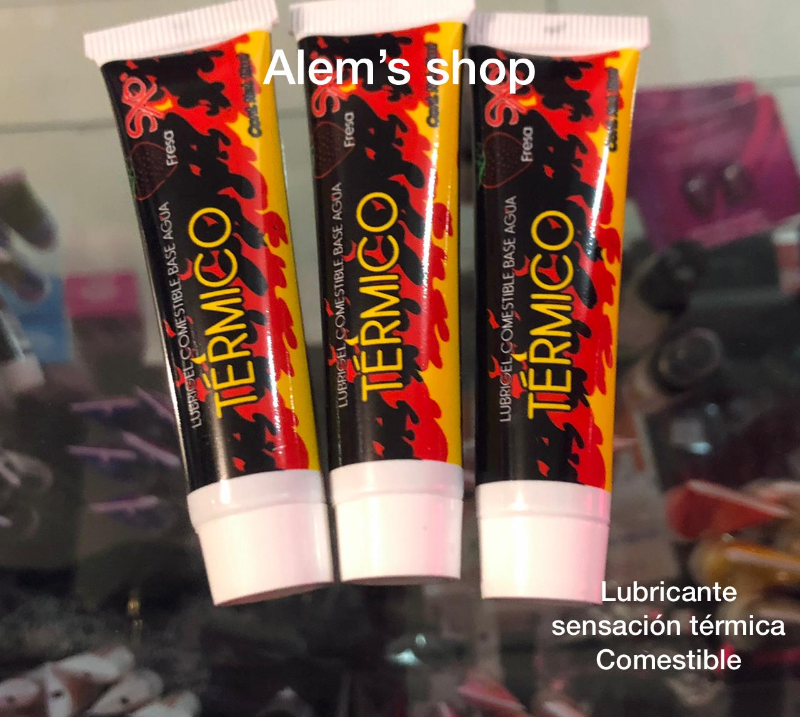 Alem's shop
Fresa
LUBRIGEL COMESTIBLE BASE AGUA
TÉRMICO
Fresa
LUBRIGEL COMESTIBLE BASE AGUA
TÉRMICO
Fresa
LUBRIGEL COMESTIBLE BASE AGUA
TÉRMICO
Lubricante
sensación térmica
Comestible